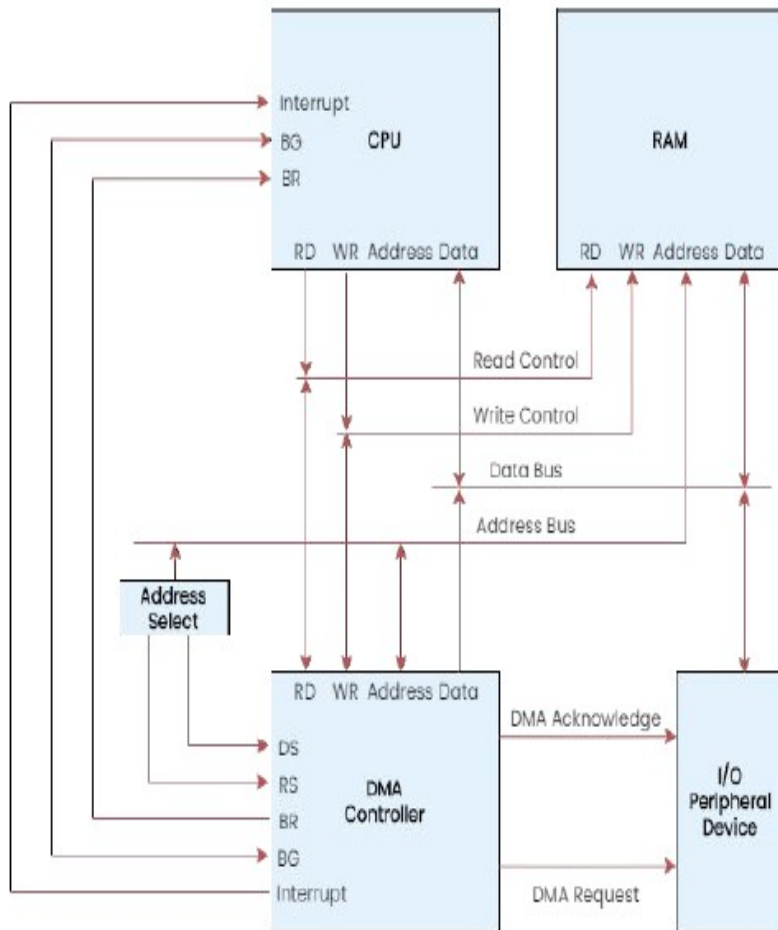 Interrupt
BG
CPU
BR
RD WR Address Data
RAM
RD WR Address Data
Read Control
Write Control
Data Bus
Address Bus
Address
Select
RD WR Address Data
DS
RS
DMA
Controller
BR
BG
Interrupt
DMA Acknowledge
DMA Request
I/O
Peripheral
Device